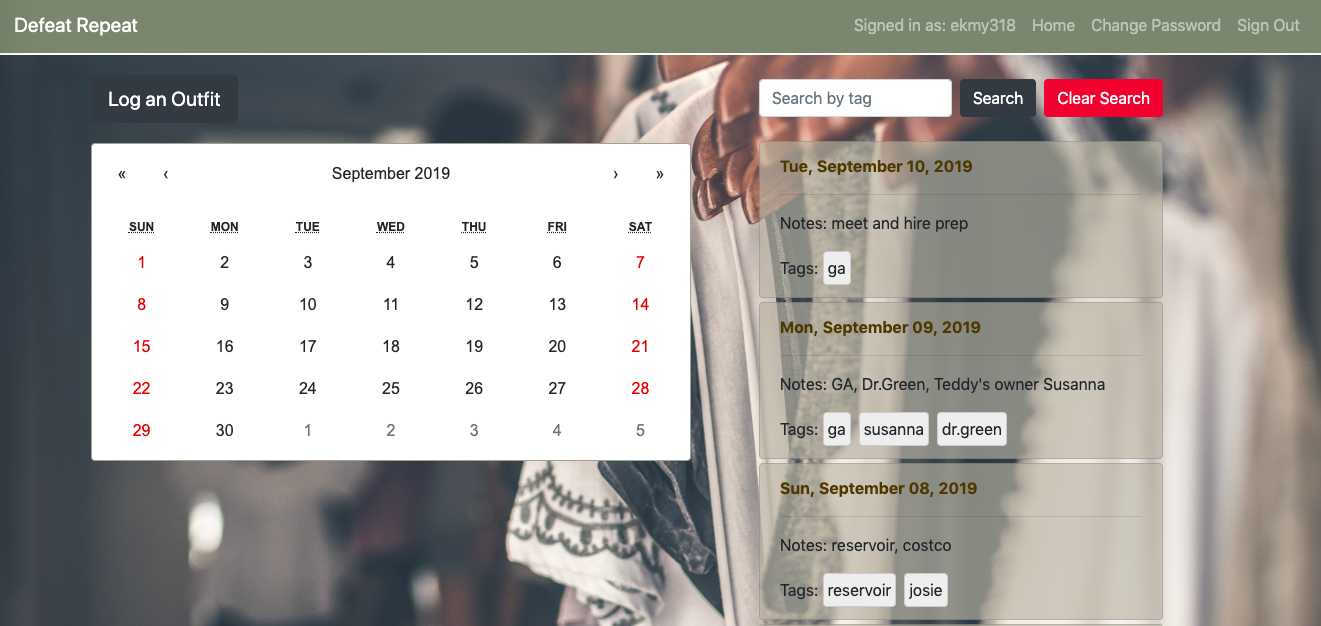 Defeat Repeat
Signed in as: ekmy318 Home Change Password Sign Out
Log an Outfit
« ‹ September 2019 › »
SUN MON TUE WED THU FRI SAT
1 2 3 4 5 6 7
8 9 10 11 12 13 14
15 16 17 18 19 20 21
22 23 24 25 26 27 28
29 30 1 2 3 4 5
Search by tag Search Clear Search
Tue, September 10, 2019
Notes: meet and hire prep
Tags: ga
Mon, September 09, 2019
Notes: GA, Dr.Green, Teddy's owner Susanna
Tags: ga susanna dr.green
Sun, September 08, 2019
Notes: reservoir, costco
Tags: reservoir josie